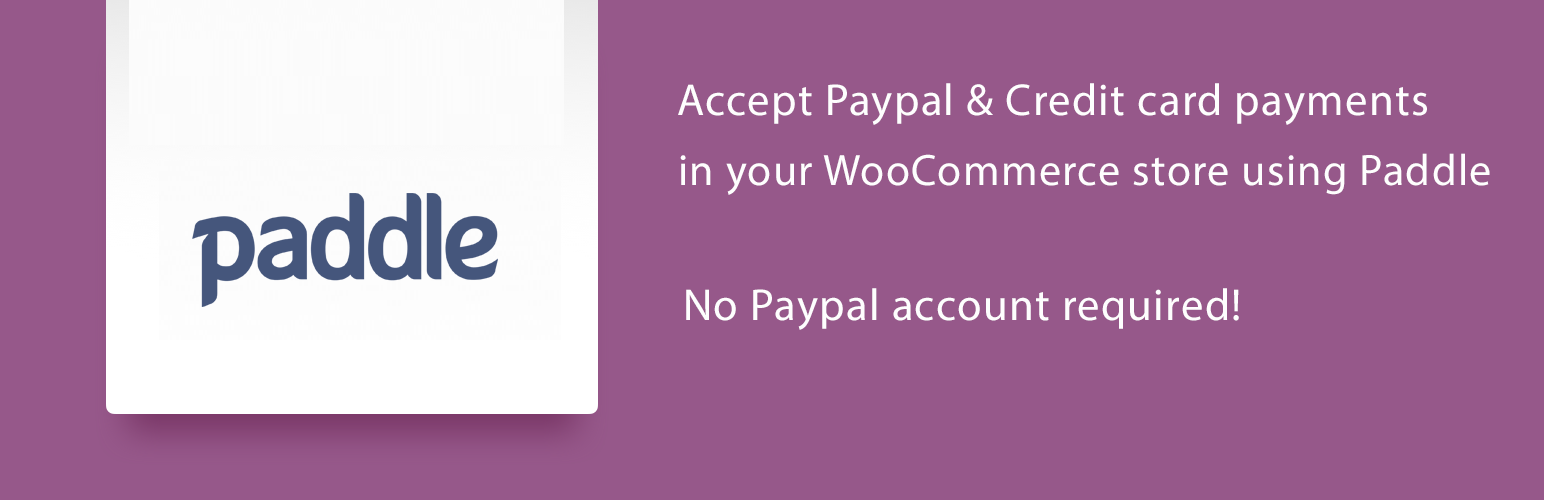 paddle
Accept Paypal & Credit card payments
in your WooCommerce store using Paddle
No Paypal account required!